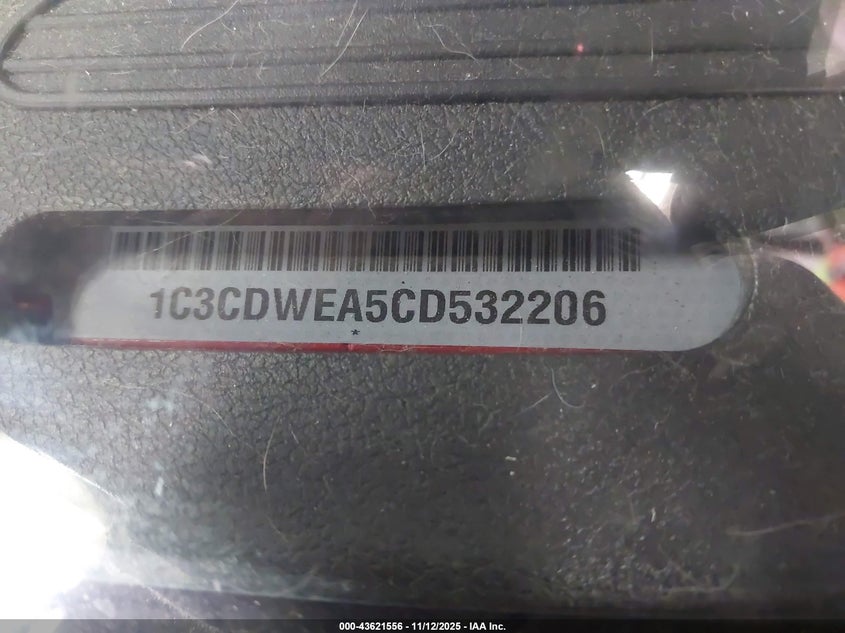 1C3CDWEA5CD532206
*
000-43621556 - 11/12/2025 - IAA Inc.